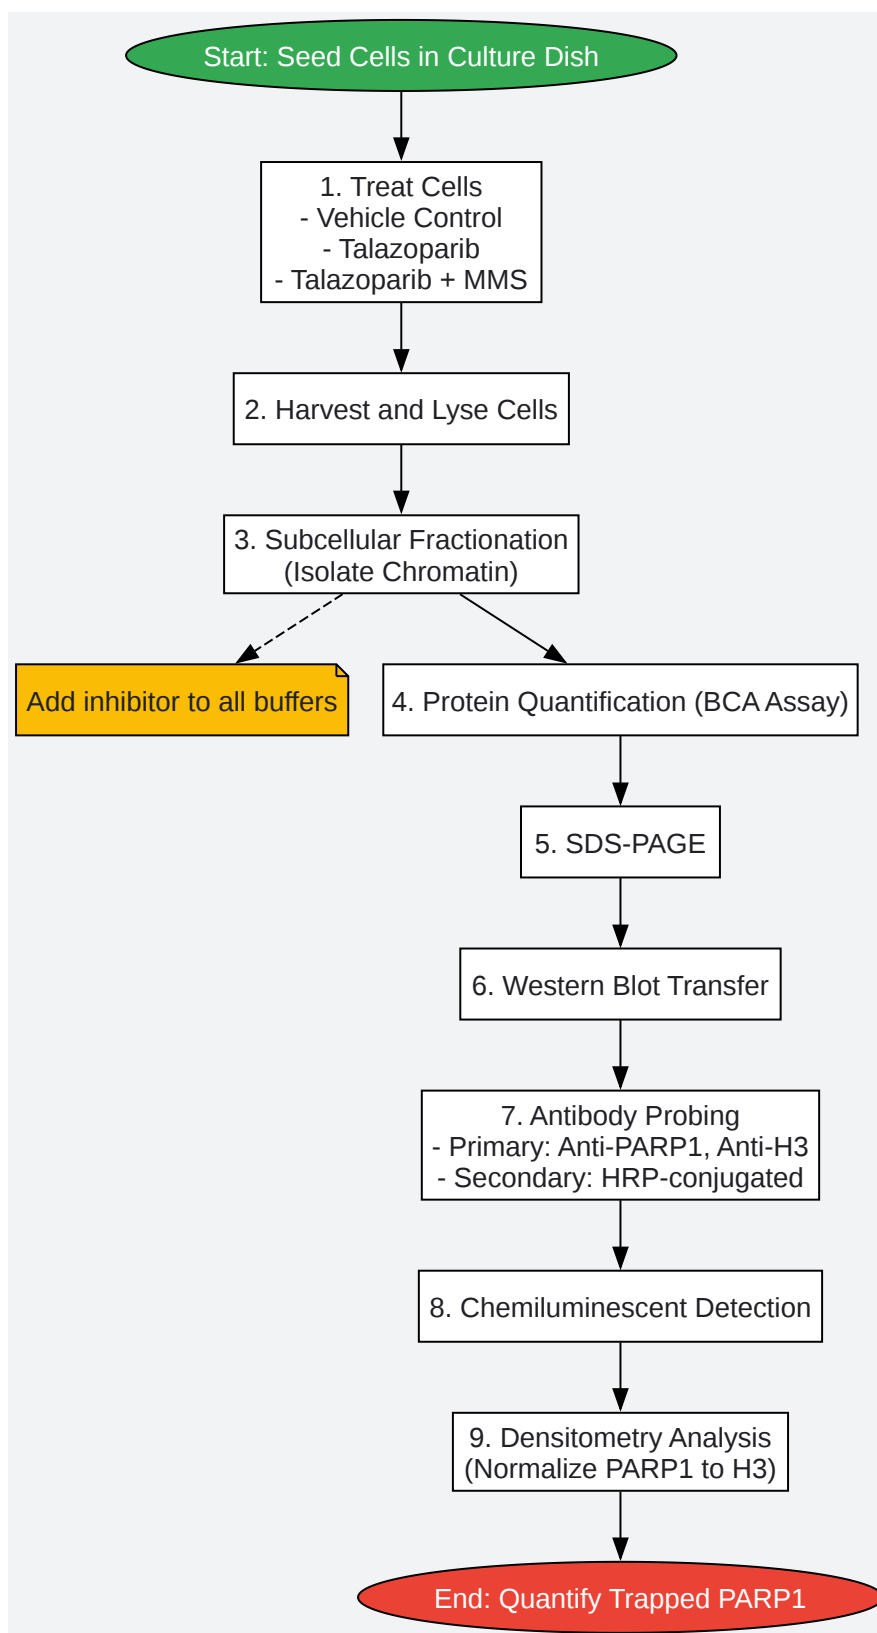 Start: Seed Cells in Culture Dish
1. Treat Cells
- Vehicle Control
- Talazoparib
- Talazoparib + MMS
2. Harvest and Lyse Cells
3. Subcellular Fractionation
(Isolate Chromatin)
Add inhibitor to all buffers
4. Protein Quantification (BCA Assay)
5. SDS-PAGE
6. Western Blot Transfer
7. Antibody Probing
- Primary: Anti-PARP1, Anti-H3
- Secondary: HRP-conjugated
8. Chemiluminescent Detection
9. Densitometry Analysis
(Normalize PARP1 to H3)
End: Quantify Trapped PARP1